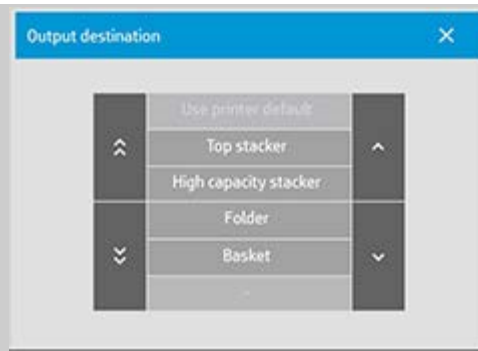 Output destination
Use printer default
Top stacker
High capacity stacker
Folder
Basket
-